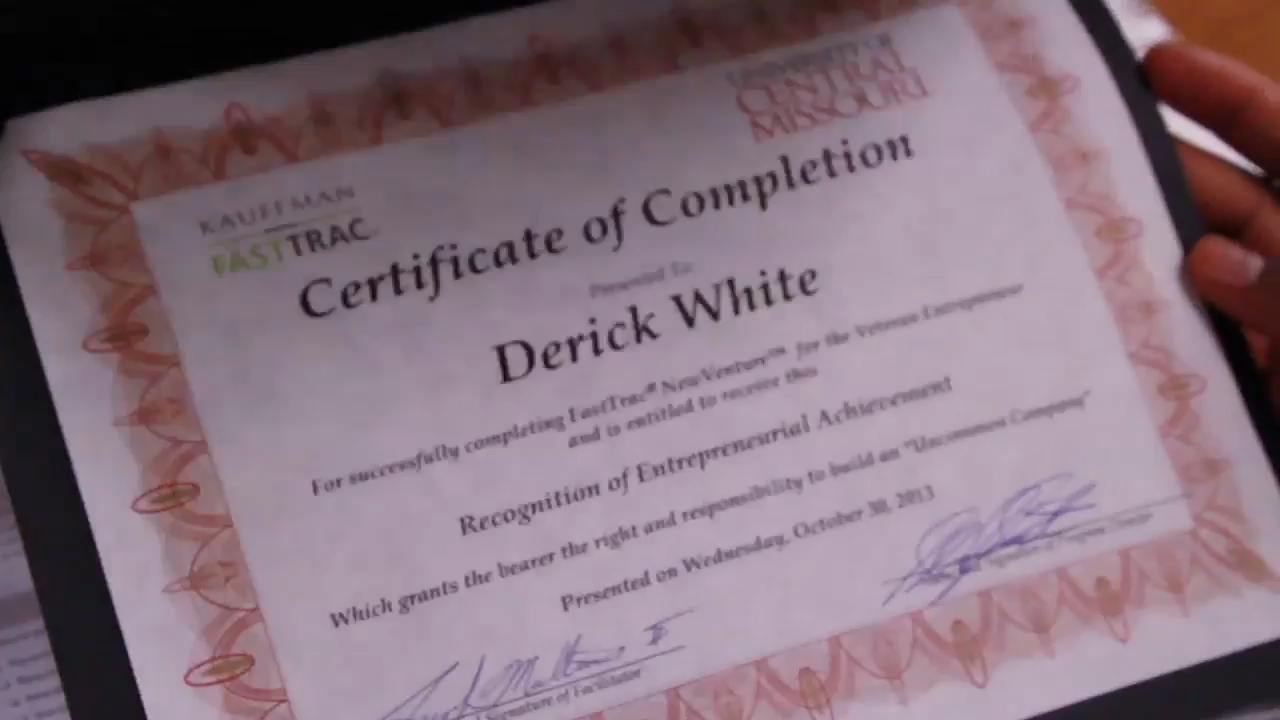 UNIVERSITY OF
CENTRAL
MISSOURI
KAUFFMAN
FASTTRAC
Certificate of Completion
Presented To:
Derick White
For successfully completing FastTrac® NewVenture™ for the Veteran Entrepreneur
and is entitled to receive this
Recognition of Entrepreneurial Achievement
Which grants the bearer the right and responsibility to build an "Uncommon Company"
Presented on Wednesday, October 30, 2013
Signature of Facilitator